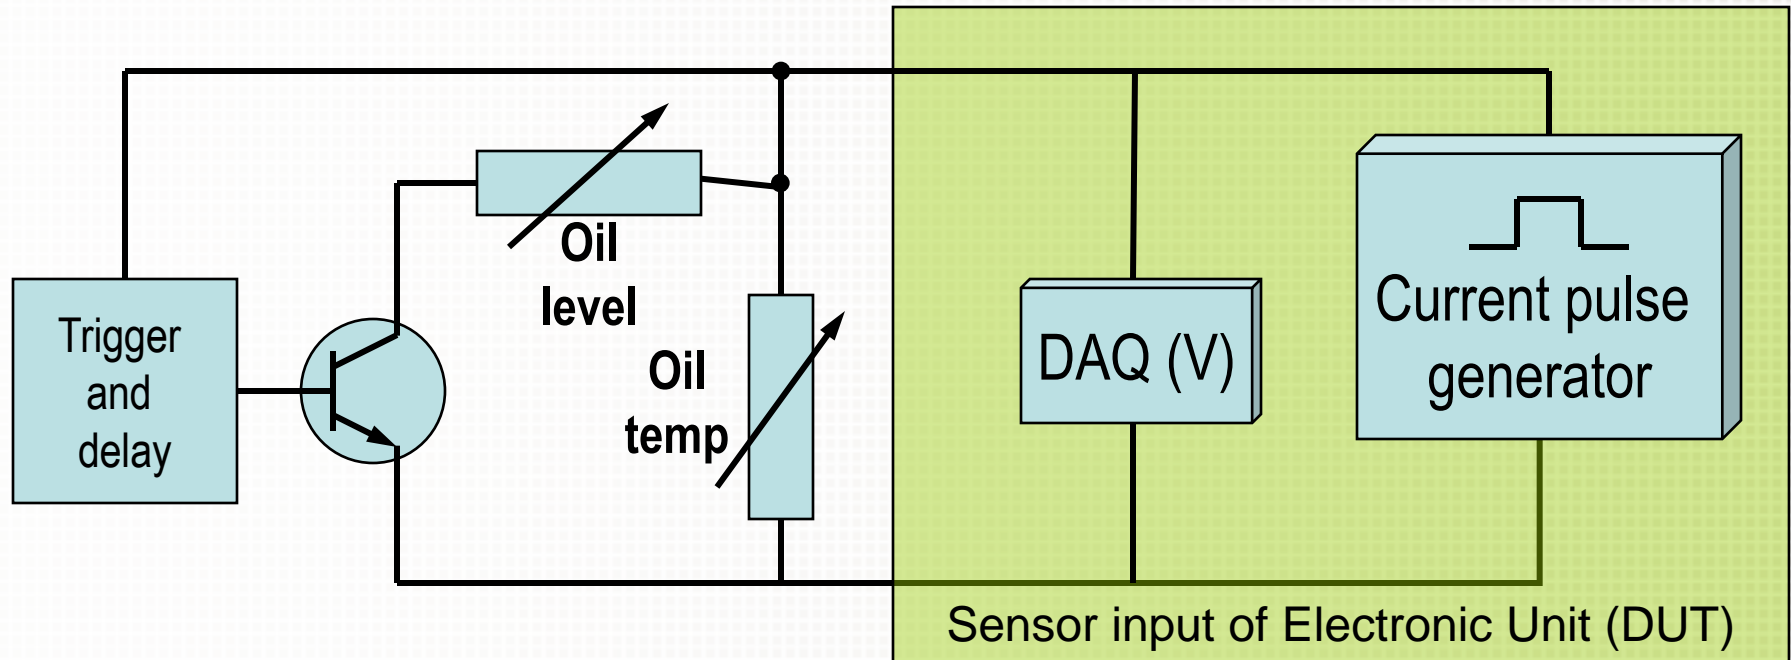 Trigger
and
delay
Oil
level
Oil
temp
DAQ (V)
Current pulse
generator
Sensor input of Electronic Unit (DUT)